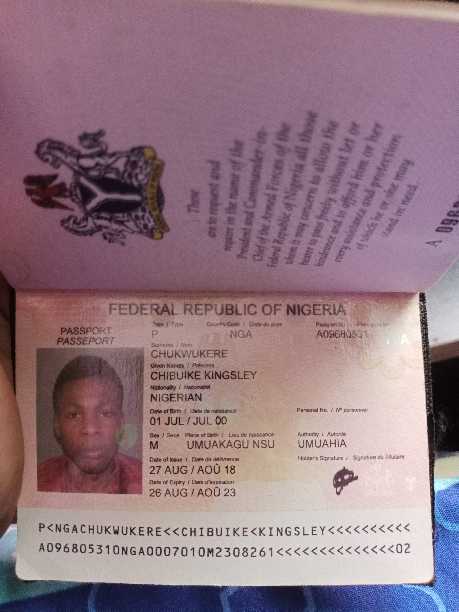 These
are to request and
require in the name of the
President and Commander-in-
Chief of the Armed Forces of the
Federal Republic of Nigeria all those
whom it may concern to allow the
bearer to pass freely without let or
hindrance and to afford him or her
every assistance and protection
of which he or she may
stand in need.
FEDERAL REPUBLIC OF NIGERIA
PASSPORT
PASSEPORT
Type / Type
Country Code / Code du pays
Passport No
P
NGA
A09680531
Surname / Nom
CHUKWUKERE
Given Names / Prénoms
CHIBUIKE KINGSLEY
Nationality / Nationalité
NIGERIAN
Date of Birth / Date de naissance
Personal No. / N° personnel
01 JUL / JUL 00
Sex / Sexe Place of Birth / Lieu de naissance
Authority / Autorité
M UMUAKAGU NSU
UMUAHIA
Date of Issue / Date de délivrance
Holder's Signature / Signature du titulaire
27 AUG / AOÛ 18
Date of Expiry / Date d'expiration
26 AUG / AOÛ 23
P<NGACHUKWUKERE<<CHIBUIKE<KINGSLEY<<<<<<<<<<
A096805310NGA0007010M2308261<<<<<<<<<<<<<<02